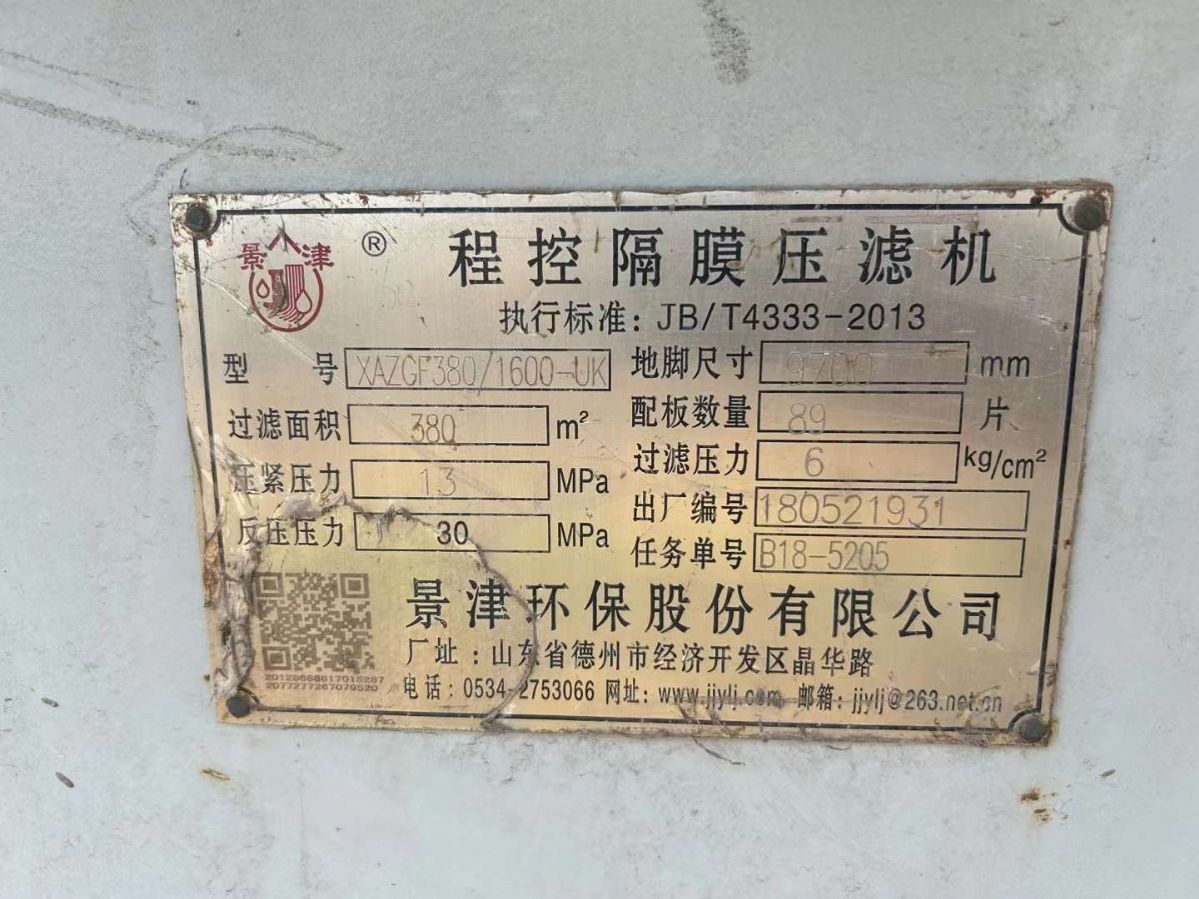 景津 ® 程控隔膜压滤机
执行标准: JB/T4333-2013
型号 XAZGF380/1600-UK 地脚尺寸 9700 mm
过滤面积 380 m² 配板数量 89 片
压紧压力 13 MPa 过滤压力 6 kg/cm²
反压压力 30 MPa 出厂编号 180521931
任务单号 B18-5205
景津环保股份有限公司
厂址:山东省德州市经济开发区晶华路
电话: 0534-2753066 网址: www.jjylj.com 邮箱: jjylj@263.net.cn